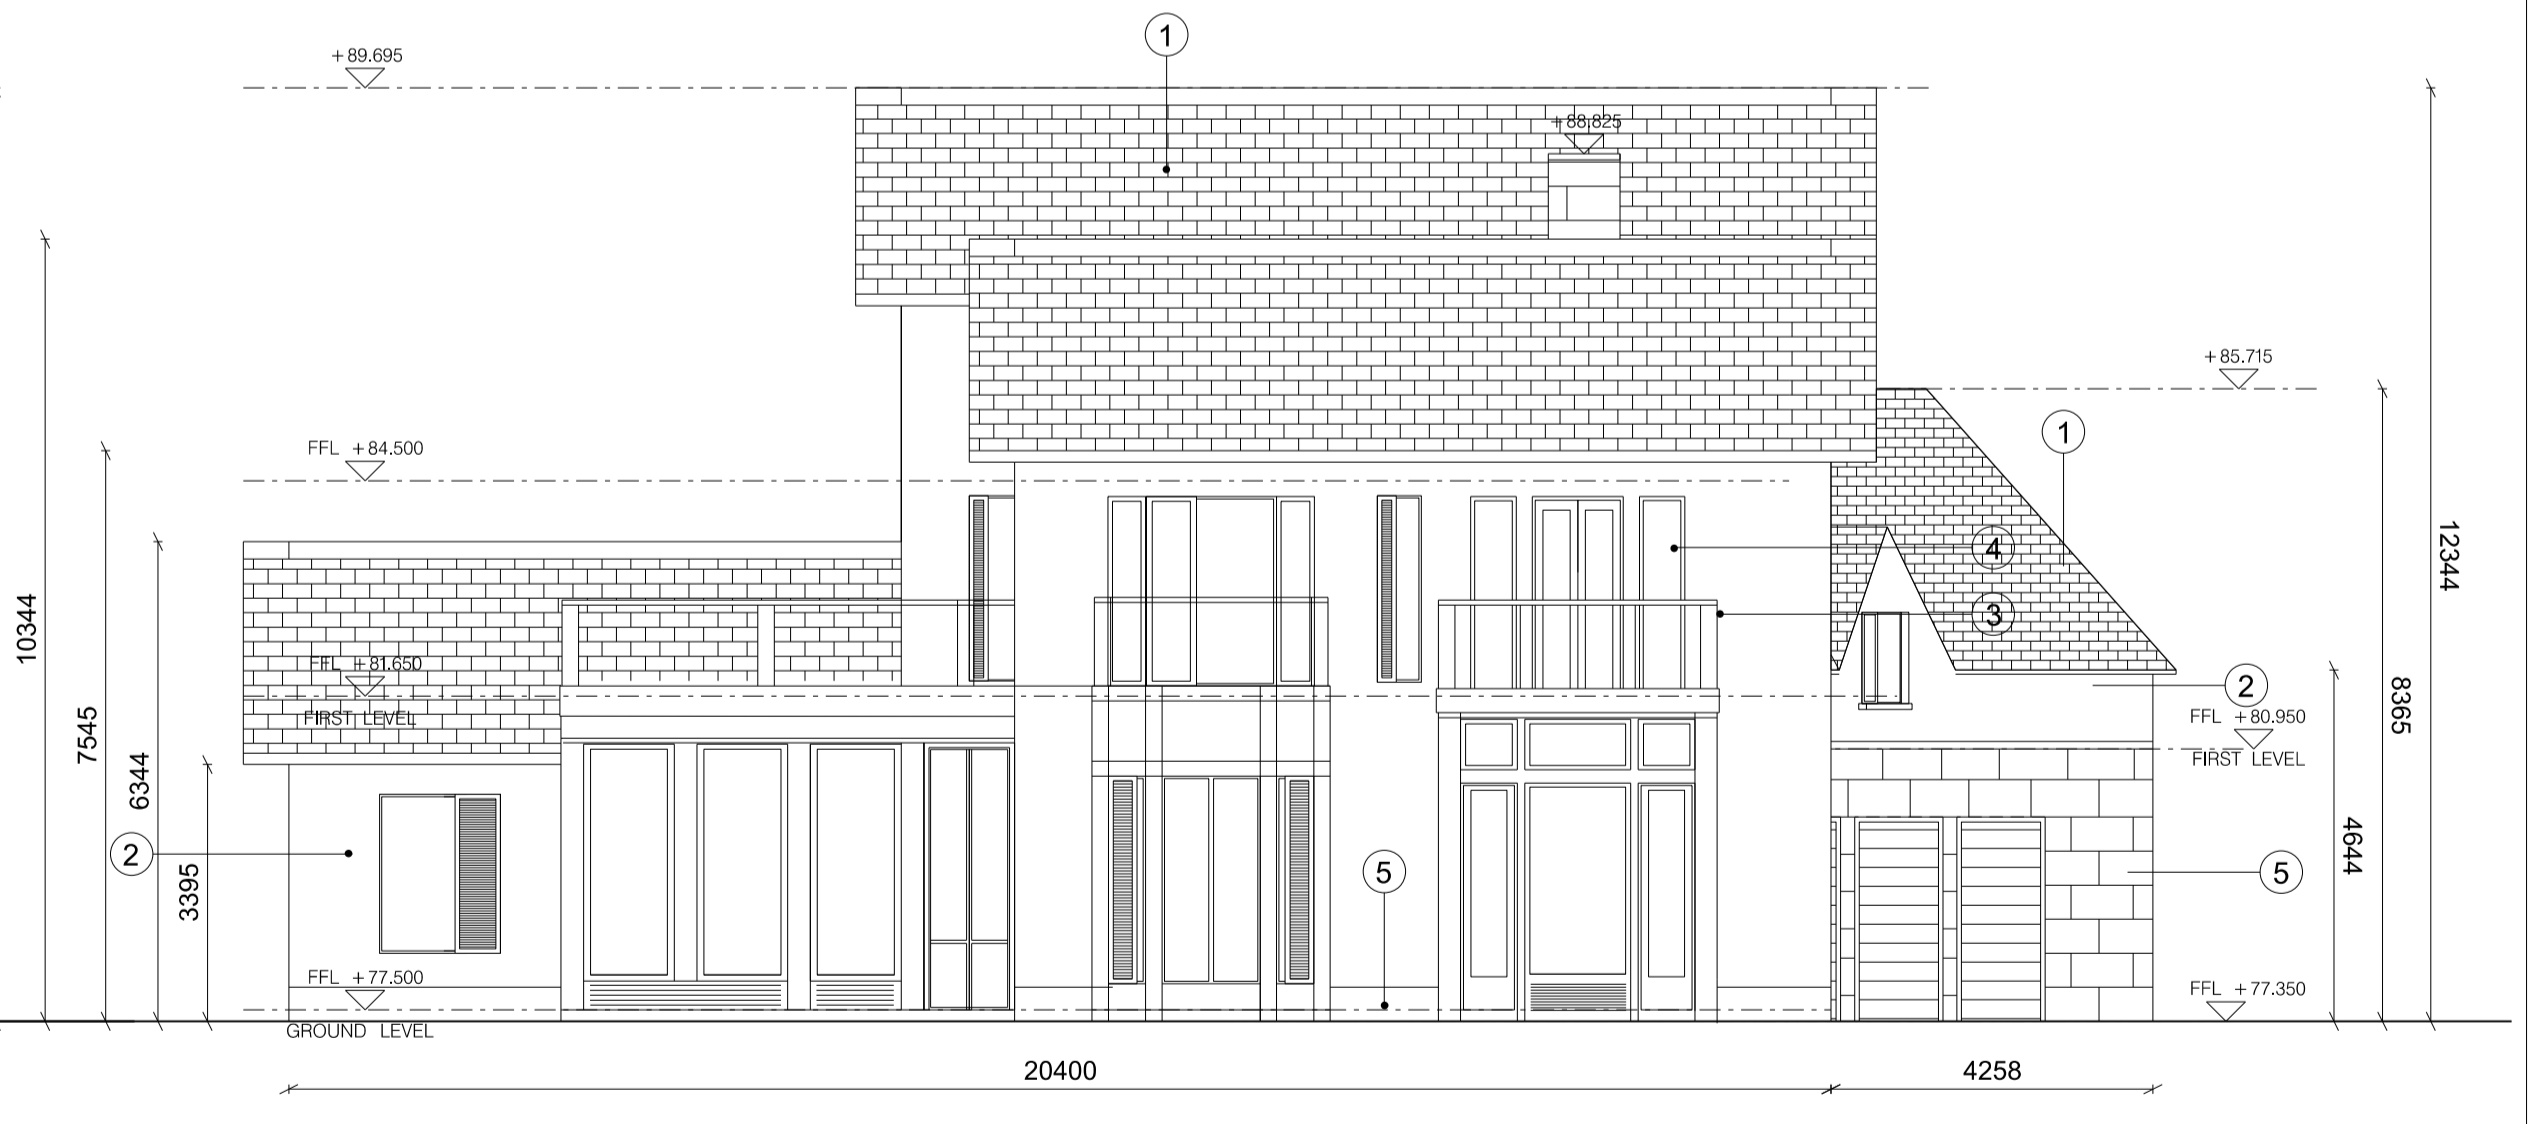 1
+89.695
+88.825
+85.715
1
FFL +84.500
4
12344
10344
3
FFL +81.650
2
8365
FIRST LEVEL
FFL +80.950
7545
FIRST LEVEL
6344
4644
2
5
5
3395
FFL +77.500
FFL +77.350
GROUND LEVEL
20400
4258